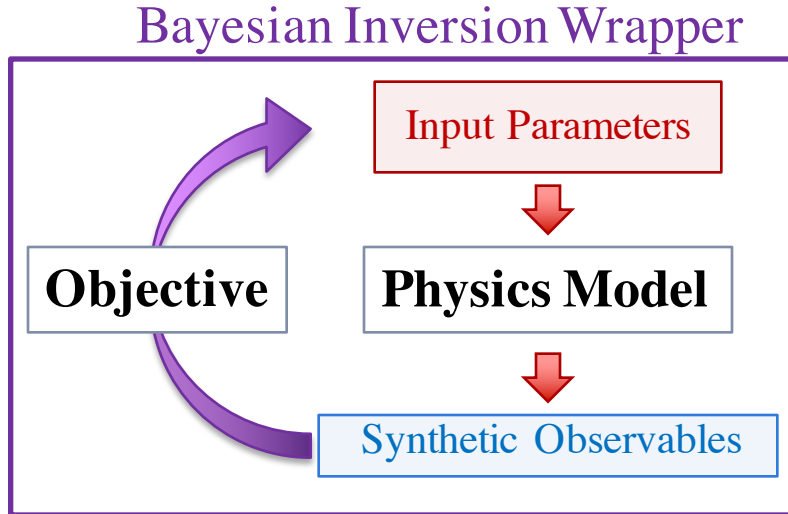 Bayesian Inversion Wrapper
Input Parameters
Objective
Physics Model
Synthetic Observables